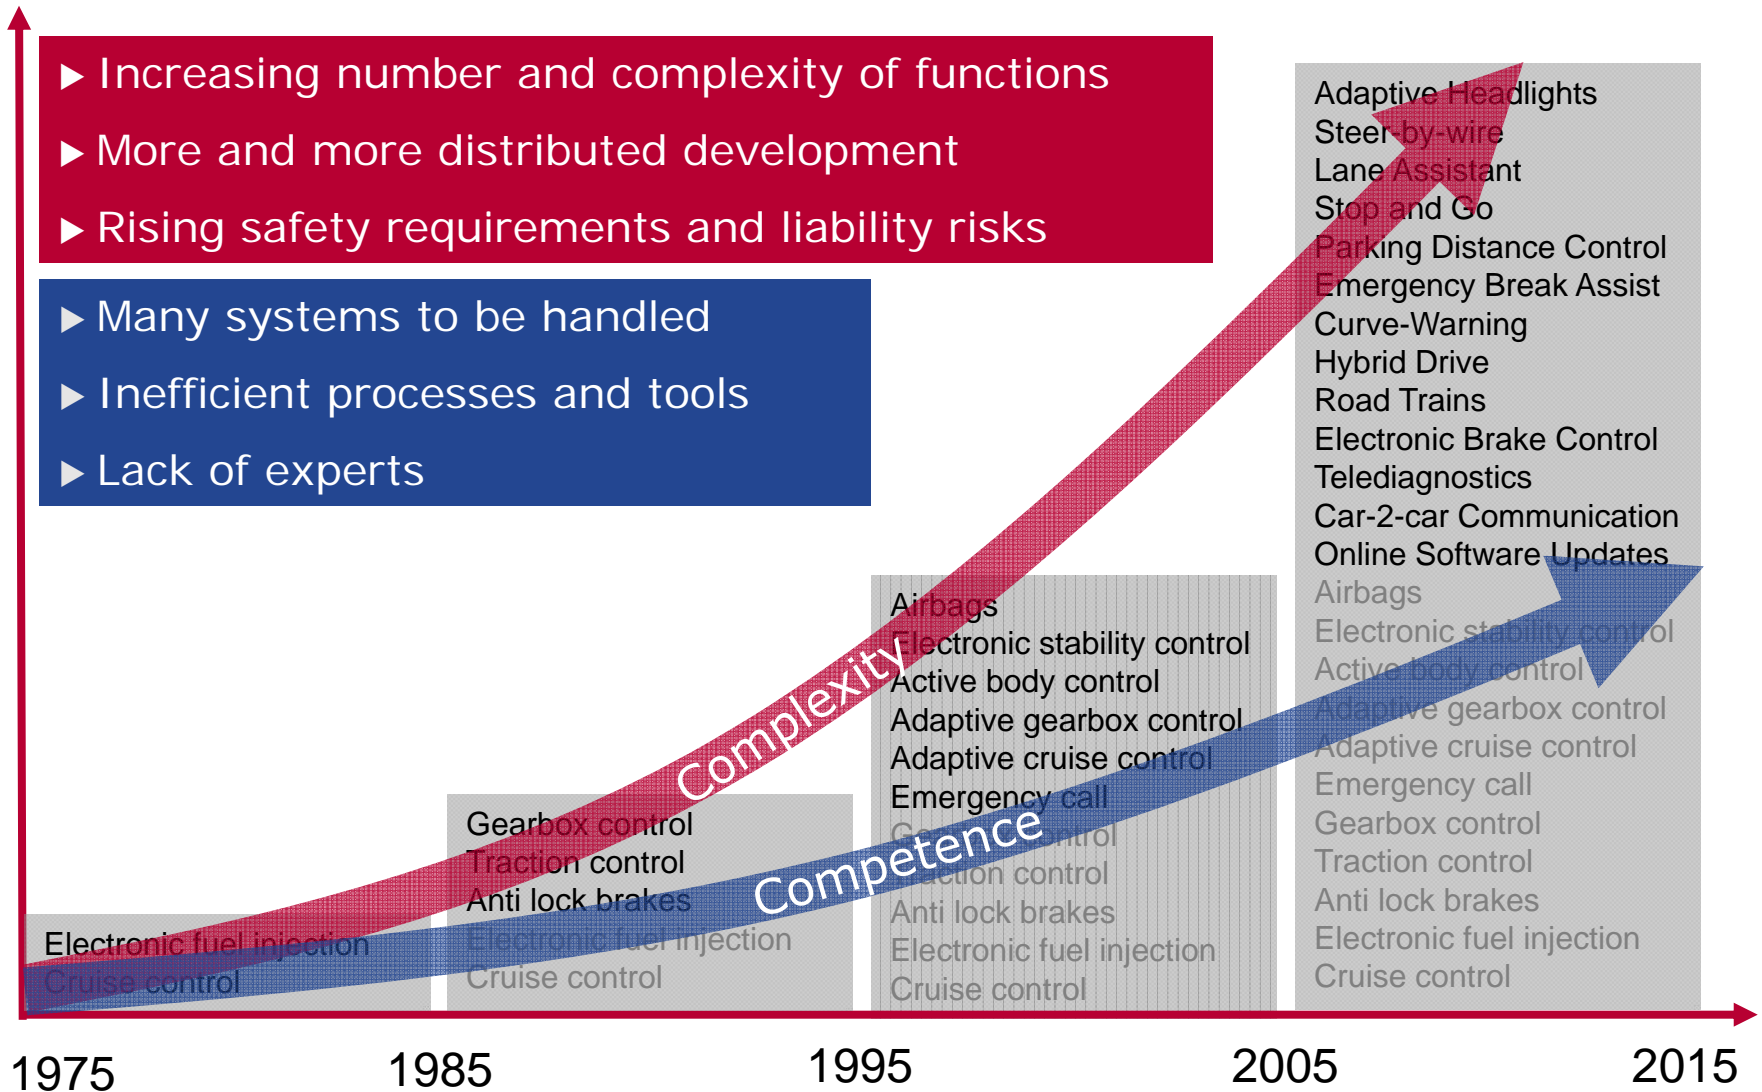 Increasing number and complexity of functions
More and more distributed development
Rising safety requirements and liability risks
Many systems to be handled
Inefficient processes and tools
Lack of experts
Complexity
Competence
Electronic fuel injection
Cruise control
Gearbox control
Traction control
Anti lock brakes
Electronic fuel injection
Cruise control
Airbags
Electronic stability control
Active body control
Adaptive gearbox control
Adaptive cruise control
Emergency call
Gearbox control
Traction control
Anti lock brakes
Electronic fuel injection
Cruise control
Adaptive Headlights
Steer-by-wire
Lane Assistant
Stop and Go
Parking Distance Control
Emergency Break Assist
Curve-Warning
Hybrid Drive
Road Trains
Electronic Brake Control
Telediagnostics
Car-2-car Communication
Online Software Updates
Airbags
Electronic stability control
Active body control
Adaptive gearbox control
Adaptive cruise control
Emergency call
Gearbox control
Traction control
Anti lock brakes
Electronic fuel injection
Cruise control
1975
1985
1995
2005
2015